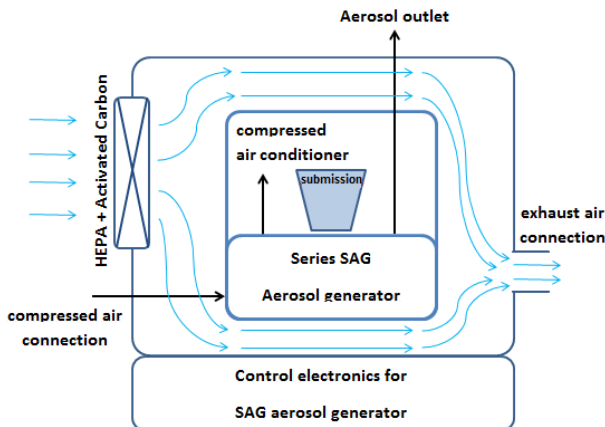 Aerosol outlet
HEPA + Activated Carbon
compressed
air conditioner
submission
exhaust air
connection
Series SAG
Aerosol generator
compressed air
connection
Control electronics for
SAG aerosol generator